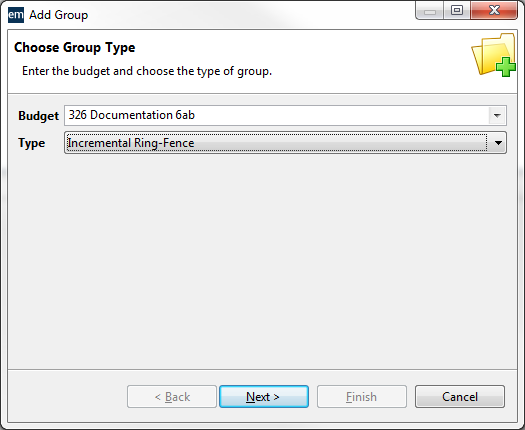 em Add Group
Choose Group Type
Enter the budget and choose the type of group.
Budget 326 Documentation 6ab
Type Incremental Ring-Fence
< Back Next > Finish Cancel